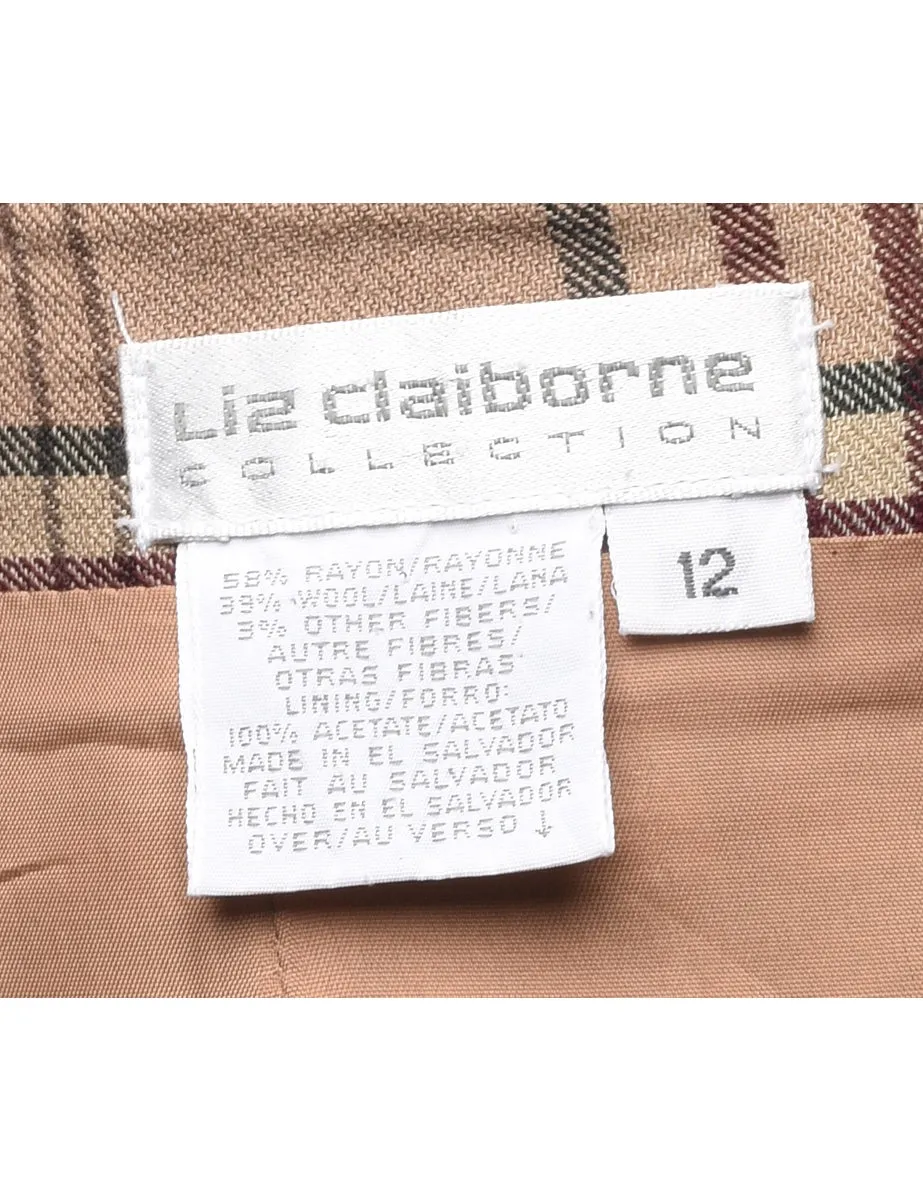 Liz claiborne
COLLECTION
12
58% RAYON/RAYONNE
39% WOOL/LAINE/LANA
3% OTHER FIBERS/
AUTRE FIBRES/
OTRAS FIBRAS
LINING/FORRO:
100% ACETATE/ACETATO
MADE IN EL SALVADOR
FAIT AU SALVADOR
HECHO EN EL SALVADOR
OVER/AU VERSO ↓